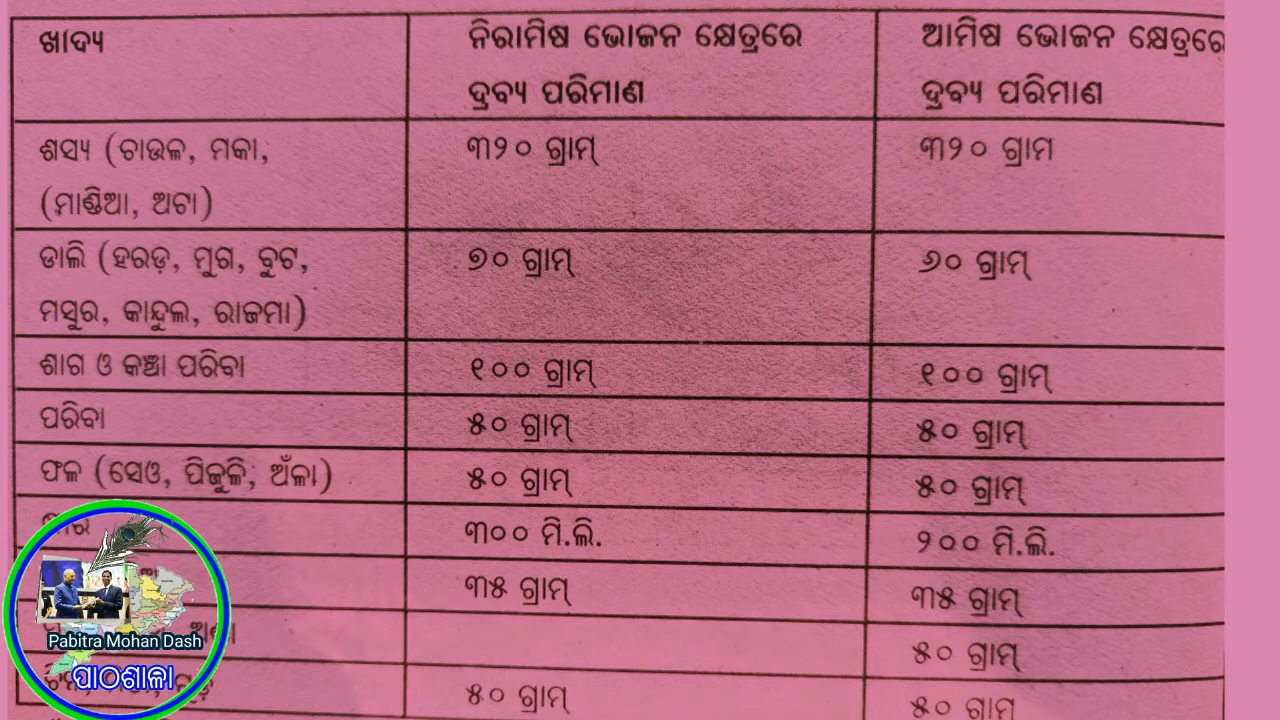 ଖାଦ୍ୟ ନିରାମିଷ ଭୋଜନ କ୍ଷେତ୍ରରେ ଆମିଷ ଭୋଜନ କ୍ଷେତ୍ରରେ
ଦ୍ରବ୍ୟ ପରିମାଣ ଦ୍ରବ୍ୟ ପରିମାଣ
ଶସ୍ୟ (ଚାଉଳ, ମକା, ୩୨୦ ଗ୍ରାମ୍ ୩୨୦ ଗ୍ରାମ
(ମାଣ୍ଡିଆ, ଅଟା)
ଡାଲି (ହରଡ଼, ମୁଗ, ବୁଟ, ୭୦ ଗ୍ରାମ୍ ୬୦ ଗ୍ରାମ୍
ମସୁର, କାନ୍ଦୁଲ, ରାଜମା)
ଶାଗ ଓ କଞ୍ଚା ପରିବା ୧୦୦ ଗ୍ରାମ୍ ୧୦୦ ଗ୍ରାମ୍
ପରିବା ୫୦ ଗ୍ରାମ୍ ୫୦ ଗ୍ରାମ୍
ଫଳ (ସେଓ, ପିଜୁଳି, ଅଁଳା) ୫୦ ଗ୍ରାମ୍ ୫୦ ଗ୍ରାମ୍
୩୦୦ ମି.ଲି. ୨୦୦ ମି.ଲି.
୩୫ ଗ୍ରାମ୍ ୩୫ ଗ୍ରାମ୍
୫୦ ଗ୍ରାମ୍
୫୦ ଗ୍ରାମ୍ ୫୦ ଗ୍ରାମ୍
Pabitra Mohan Dash
ପାଠଶାଳା